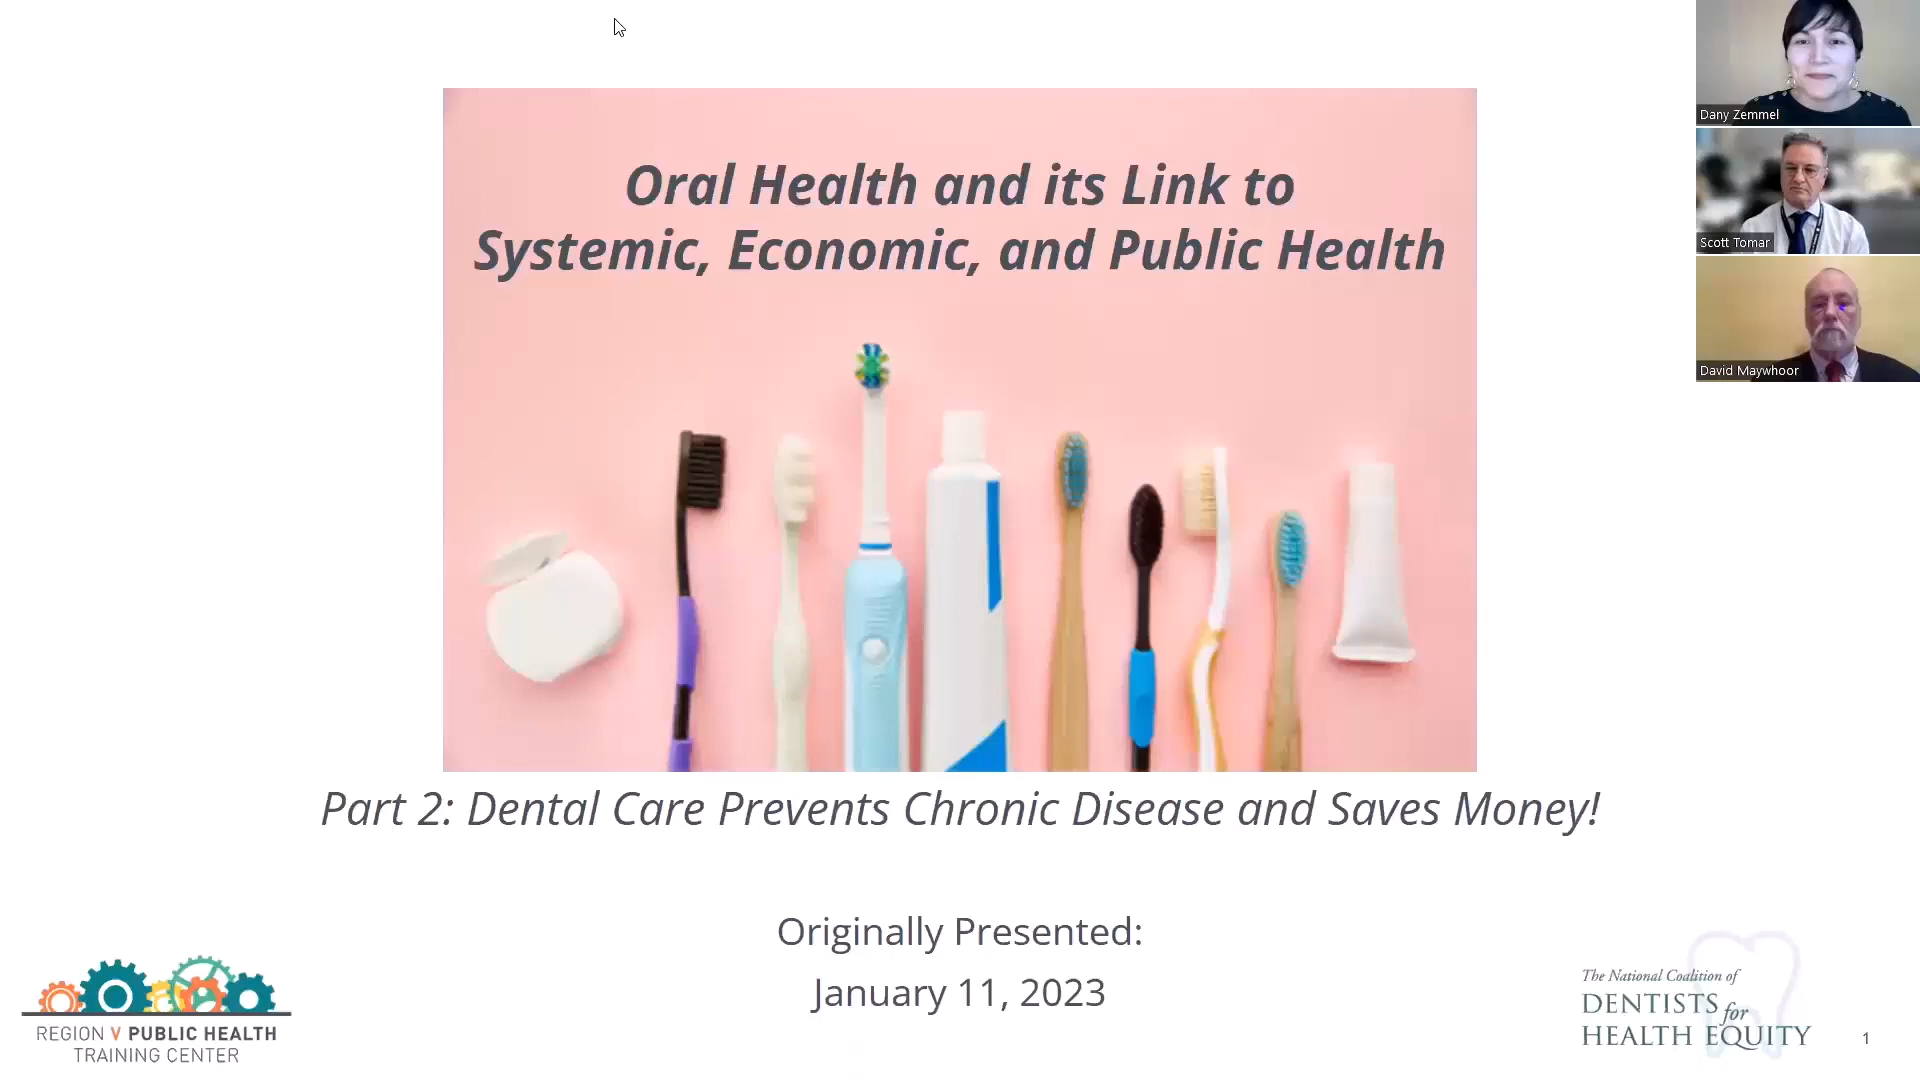 Oral Health and its Link to
Systemic, Economic, and Public Health
Part 2: Dental Care Prevents Chronic Disease and Saves Money!
Originally Presented:
January 11, 2023
REGION V PUBLIC HEALTH
TRAINING CENTER
The National Coalition of
DENTISTS for
HEALTH EQUITY
1
Dany Zemmel
Scott Tomar
David Maywhoor